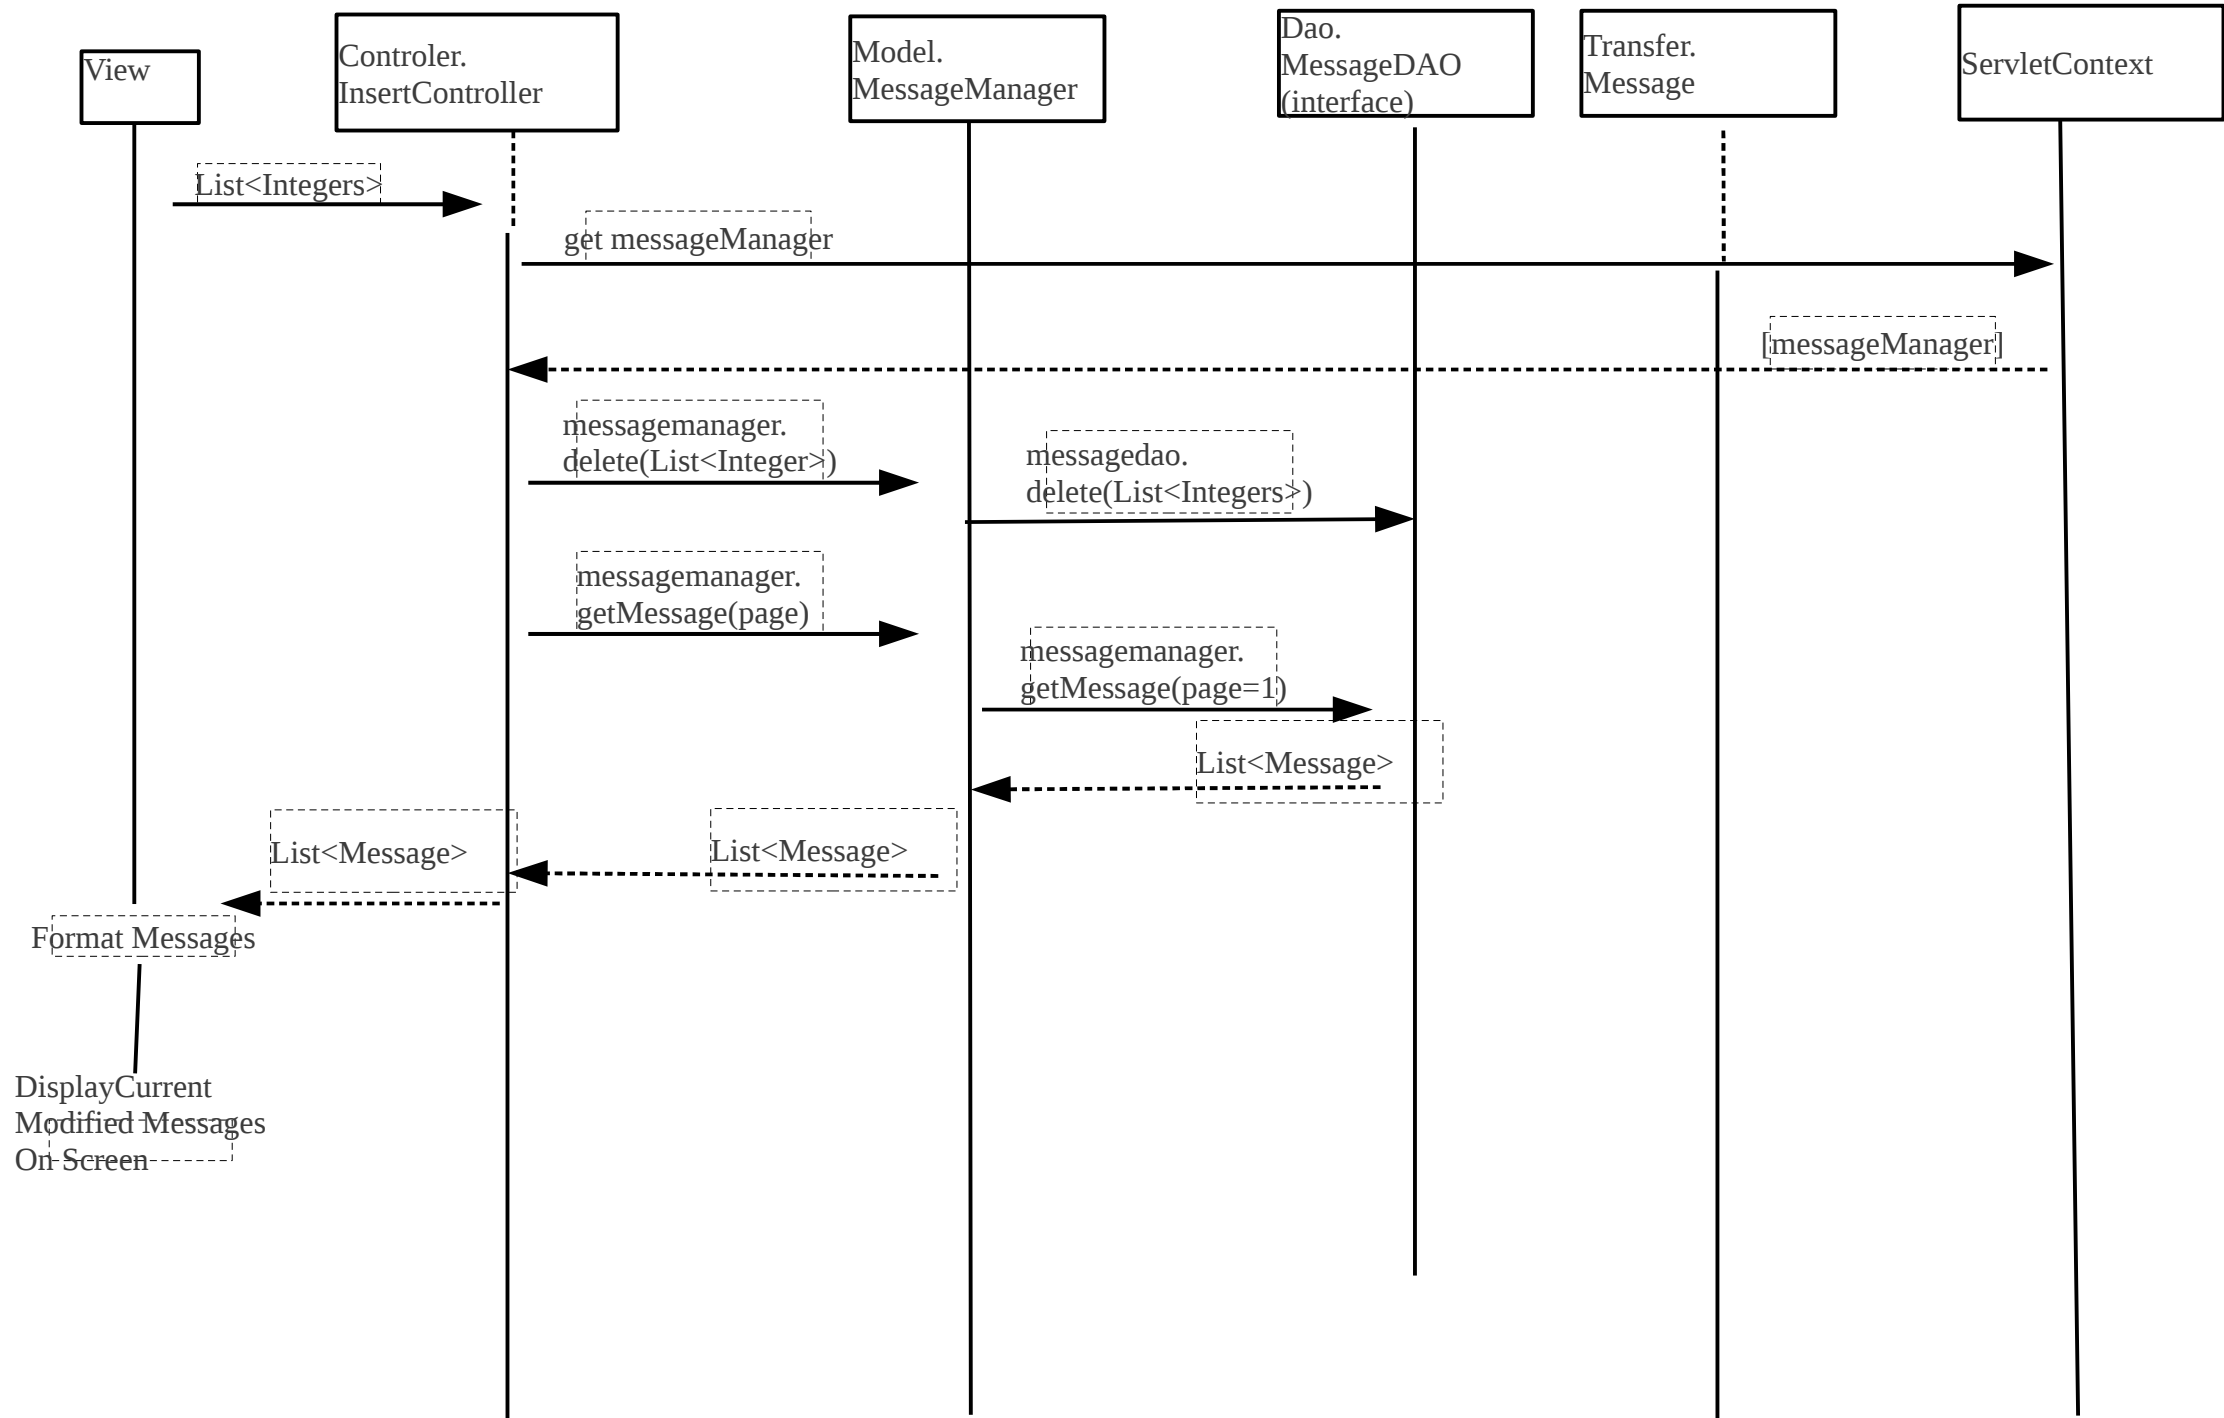 View
Controler.
InsertController
Model.
MessageManager
Dao.
MessageDAO
(interface)
Transfer.
Message
ServletContext
List<Integers>
get messageManager
[messageManager]
messagemanager.
delete(List<Integer>)
messagedao.
delete(List<Integers>)
messagemanager.
getMessage(page)
messagemanager.
getMessage(page=1)
List<Message>
List<Message>
List<Message>
Format Messages
DisplayCurrent
Modified Messages
On Screen